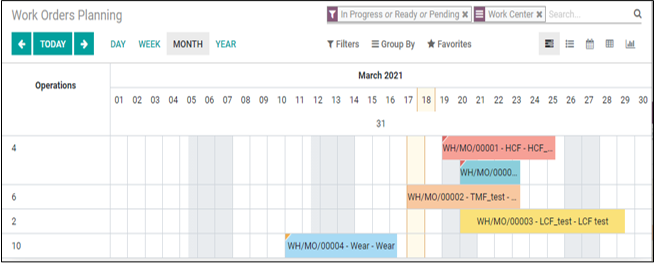 Work Orders Planning
In Progress or Ready or Pending × Work Center × Search...
TODAY DAY WEEK MONTH YEAR Filters Group By Favorites
Operations
March 2021
01 02 03 04 05 06 07 08 09 10 11 12 13 14 15 16 17 18 19 20 21 22 23 24 25 26 27 28 29 30
31
4 WH/MO/00001 - HCF - HCF_...
WH/MO/0000...
6 WH/MO/00002 - TMF_test - ...
2 WH/MO/00003 - LCF_test - LCF test
10 WH/MO/00004 - Wear - Wear